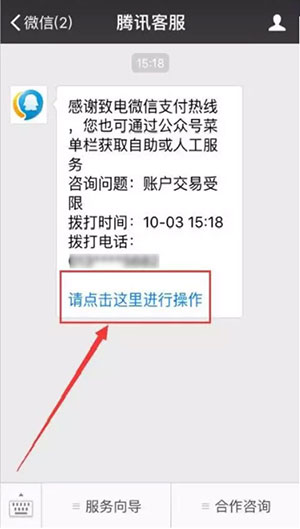 微信(2)
腾讯客服
15:18
感谢致电微信支付热线
，您也可通过公众号菜
单栏获取自助或人工服
务
咨询问题：账户交易受
限
拨打时间：10-03 15:18
拨打电话：
请点击这里进行操作
服务向导
合作咨询